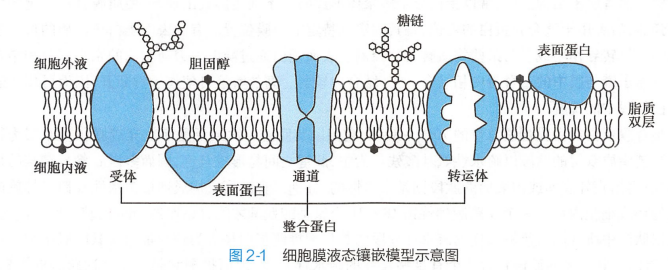 糖链
表面蛋白
细胞外液
胆固醇
脂质
双层
细胞内液
受体
表面蛋白
通道
转运体
整合蛋白
图 2-1 细胞膜液态镶嵌模型示意图